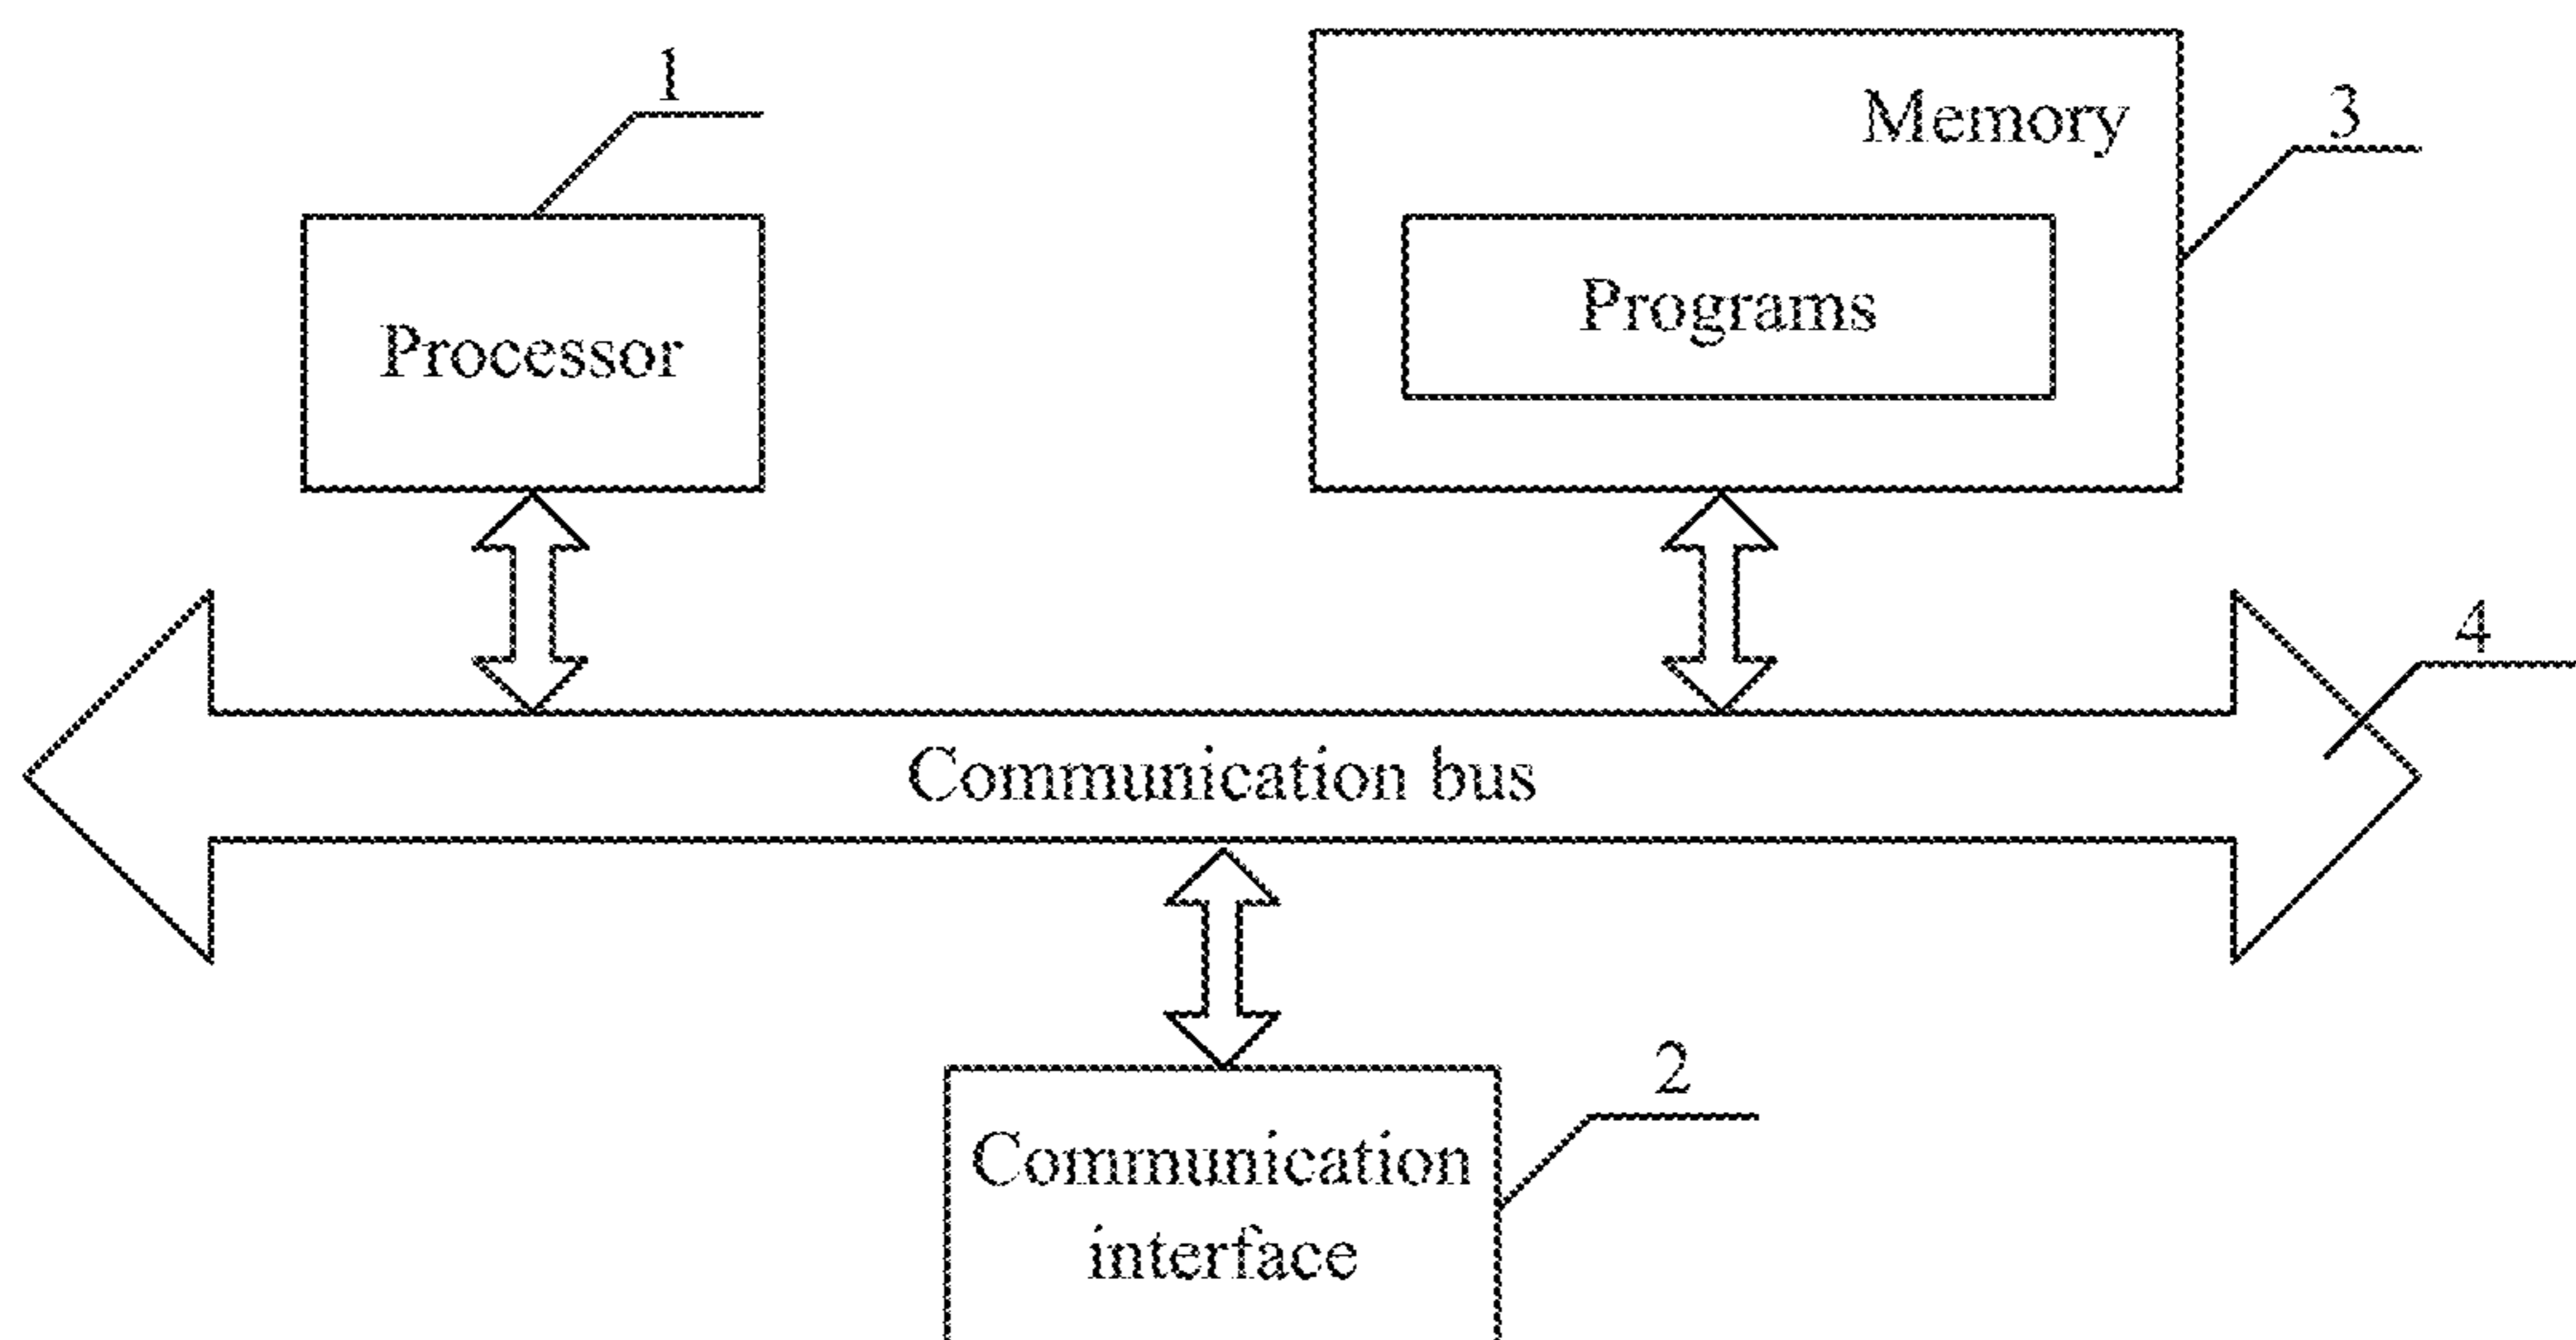 1
Memory
3
Programs
Processor
4
Communication bus
2
Communication
interface